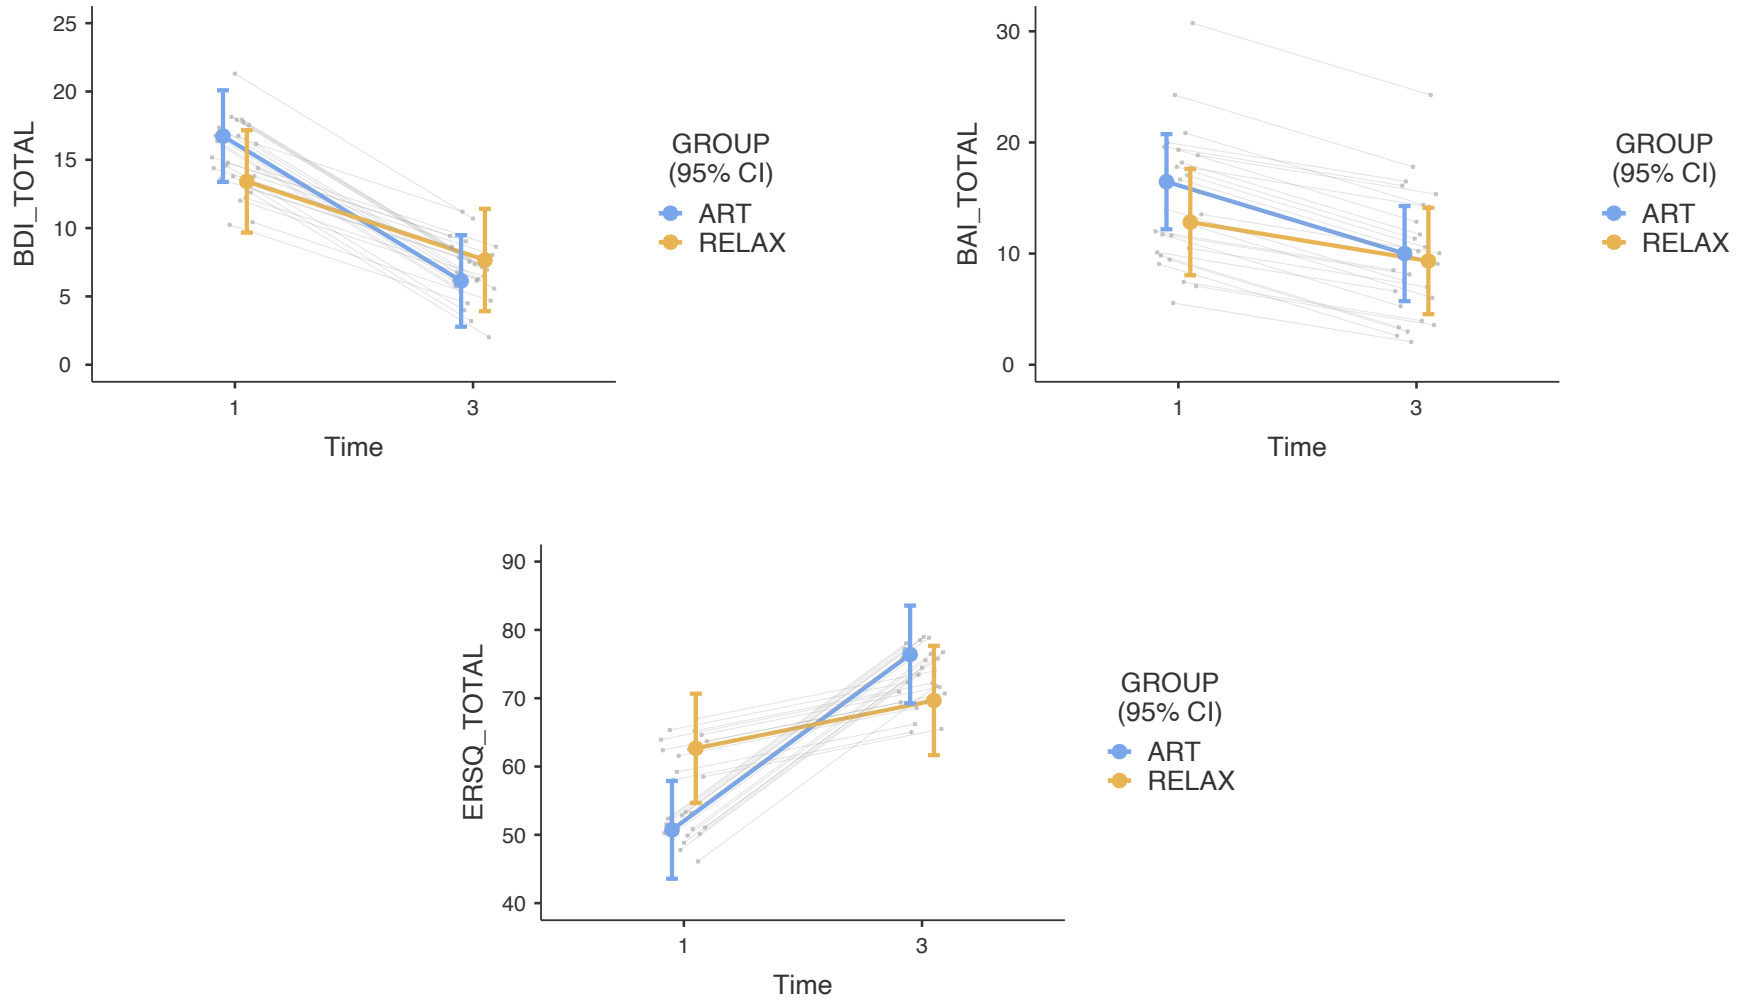 25
20
15
10
5
0
BDI_TOTAL
1
3
Time
GROUP
(95% CI)
ART
RELAX
30
20
10
0
BAI_TOTAL
1
3
Time
GROUP
(95% CI)
ART
RELAX
90
80
70
60
50
40
ERSQ_TOTAL
1
3
Time
GROUP
(95% CI)
ART
RELAX